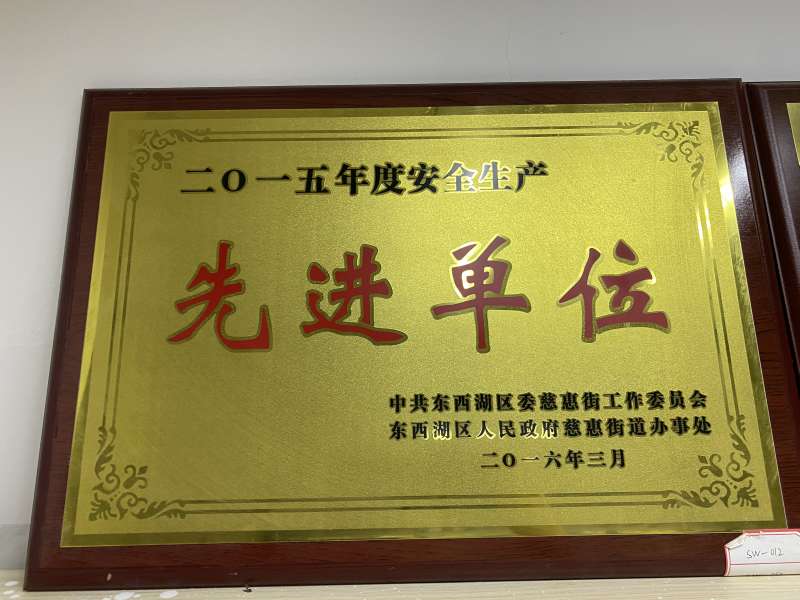 二〇一五年度安全生产
先进单位
中共东西湖区委慈惠街工作委员会
东西湖区人民政府慈惠街道办事处
二〇一六年三月
SW-012